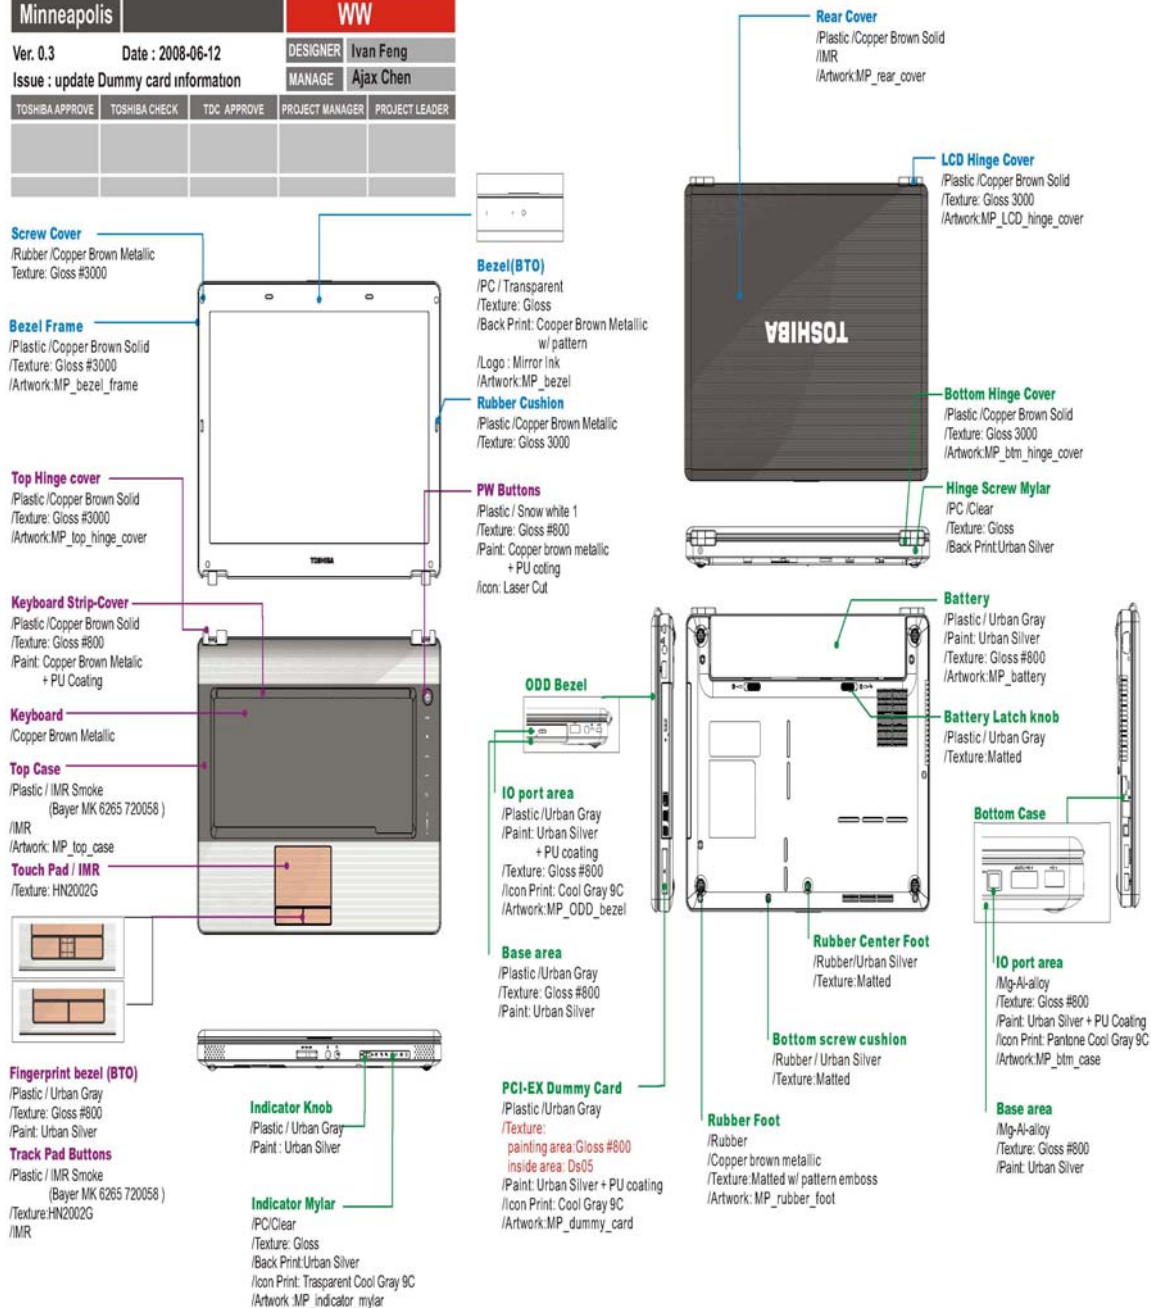 Minneapolis
WW
Ver. 0.3 Date : 2008-06-12
DESIGNER Ivan Feng
Issue : update Dummy card information
MANAGE Ajax Chen
TOSHIBA APPROVE TOSHIBA CHECK TDC APPROVE PROJECT MANAGER PROJECT LEADER
Screw Cover
/Rubber /Copper Brown Metallic
Texture: Gloss #3000
Bezel Frame
/Plastic /Copper Brown Solid
/Texture: Gloss #3000
/Artwork:MP_bezel_frame
Top Hinge cover
/Plastic /Copper Brown Solid
/Texture: Gloss #3000
/Artwork:MP_top_hinge_cover
Keyboard Strip-Cover
/Plastic /Copper Brown Solid
/Texture: Gloss #800
/Paint: Copper Brown Metalic
+ PU Coating
Keyboard
/Copper Brown Metallic
Top Case
/Plastic / IMR Smoke
(Bayer MK 6265 720058 )
/IMR
/Artwork: MP_top_case
Touch Pad / IMR
/Texture: HN2002G
Fingerprint bezel (BTO)
/Plastic / Urban Gray
/Texture: Gloss #800
/Paint: Urban Silver
Track Pad Buttons
/Plastic / IMR Smoke
(Bayer MK 6265 720058 )
/Texture:HN2002G
/IMR
TOSHIBA
Indicator Knob
/Plastic / Urban Gray
/Paint : Urban Silver
Indicator Mylar
/PC/Clear
/Texture: Gloss
/Back Print:Urban Silver
/Icon Print: Trasparent Cool Gray 9C
/Artwork :MP_indicator_mylar
Bezel(BTO)
/PC / Transparent
/Texture: Gloss
/Back Print: Cooper Brown Metallic
w/ pattern
/Logo : Mirror Ink
/Artwork:MP_bezel
Rubber Cushion
/Plastic /Copper Brown Metallic
/Texture: Gloss 3000
PW Buttons
/Plastic / Snow white 1
/Texture: Gloss #800
/Paint: Copper brown metallic
+ PU coting
/icon: Laser Cut
ODD Bezel
IO port area
/Plastic /Urban Gray
/Paint: Urban Silver
+ PU coating
/Texture: Gloss #800
/Icon Print: Cool Gray 9C
/Artwork:MP_ODD_bezel
Base area
/Plastic /Urban Gray
/Texture: Gloss #800
/Paint: Urban Silver
PCI-EX Dummy Card
/Plastic /Urban Gray
/Texture:
painting area:Gloss #800
inside area: Ds05
/Paint: Urban Silver + PU coating
/Icon Print: Cool Gray 9C
/Artwork:MP_dummy_card
Rear Cover
/Plastic /Copper Brown Solid
/IMR
/Artwork:MP_rear_cover
TOSHIBA
LCD Hinge Cover
/Plastic /Copper Brown Solid
/Texture: Gloss 3000
/Artwork:MP_LCD_hinge_cover
Bottom Hinge Cover
/Plastic /Copper Brown Solid
/Texture: Gloss 3000
/Artwork:MP_btm_hinge_cover
Hinge Screw Mylar
/PC /Clear
/Texture: Gloss
/Back Print:Urban Silver
Battery
/Plastic / Urban Gray
/Paint: Urban Silver
/Texture: Gloss #800
/Artwork:MP_battery
Battery Latch knob
/Plastic / Urban Gray
/Texture:Matted
Bottom Case
IO port area
/Mg-Al-alloy
/Texture: Gloss #800
/Paint: Urban Silver + PU Coating
/Icon Print: Pantone Cool Gray 9C
/Artwork:MP_btm_case
Base area
/Mg-Al-alloy
/Texture: Gloss #800
/Paint: Urban Silver
Rubber Center Foot
/Rubber/Urban Silver
/Texture:Matted
Bottom screw cushion
/Rubber / Urban Silver
/Texture:Matted
Rubber Foot
/Rubber
/Copper brown metallic
/Texture:Matted w/ pattern emboss
/Artwork: MP_rubber_foot